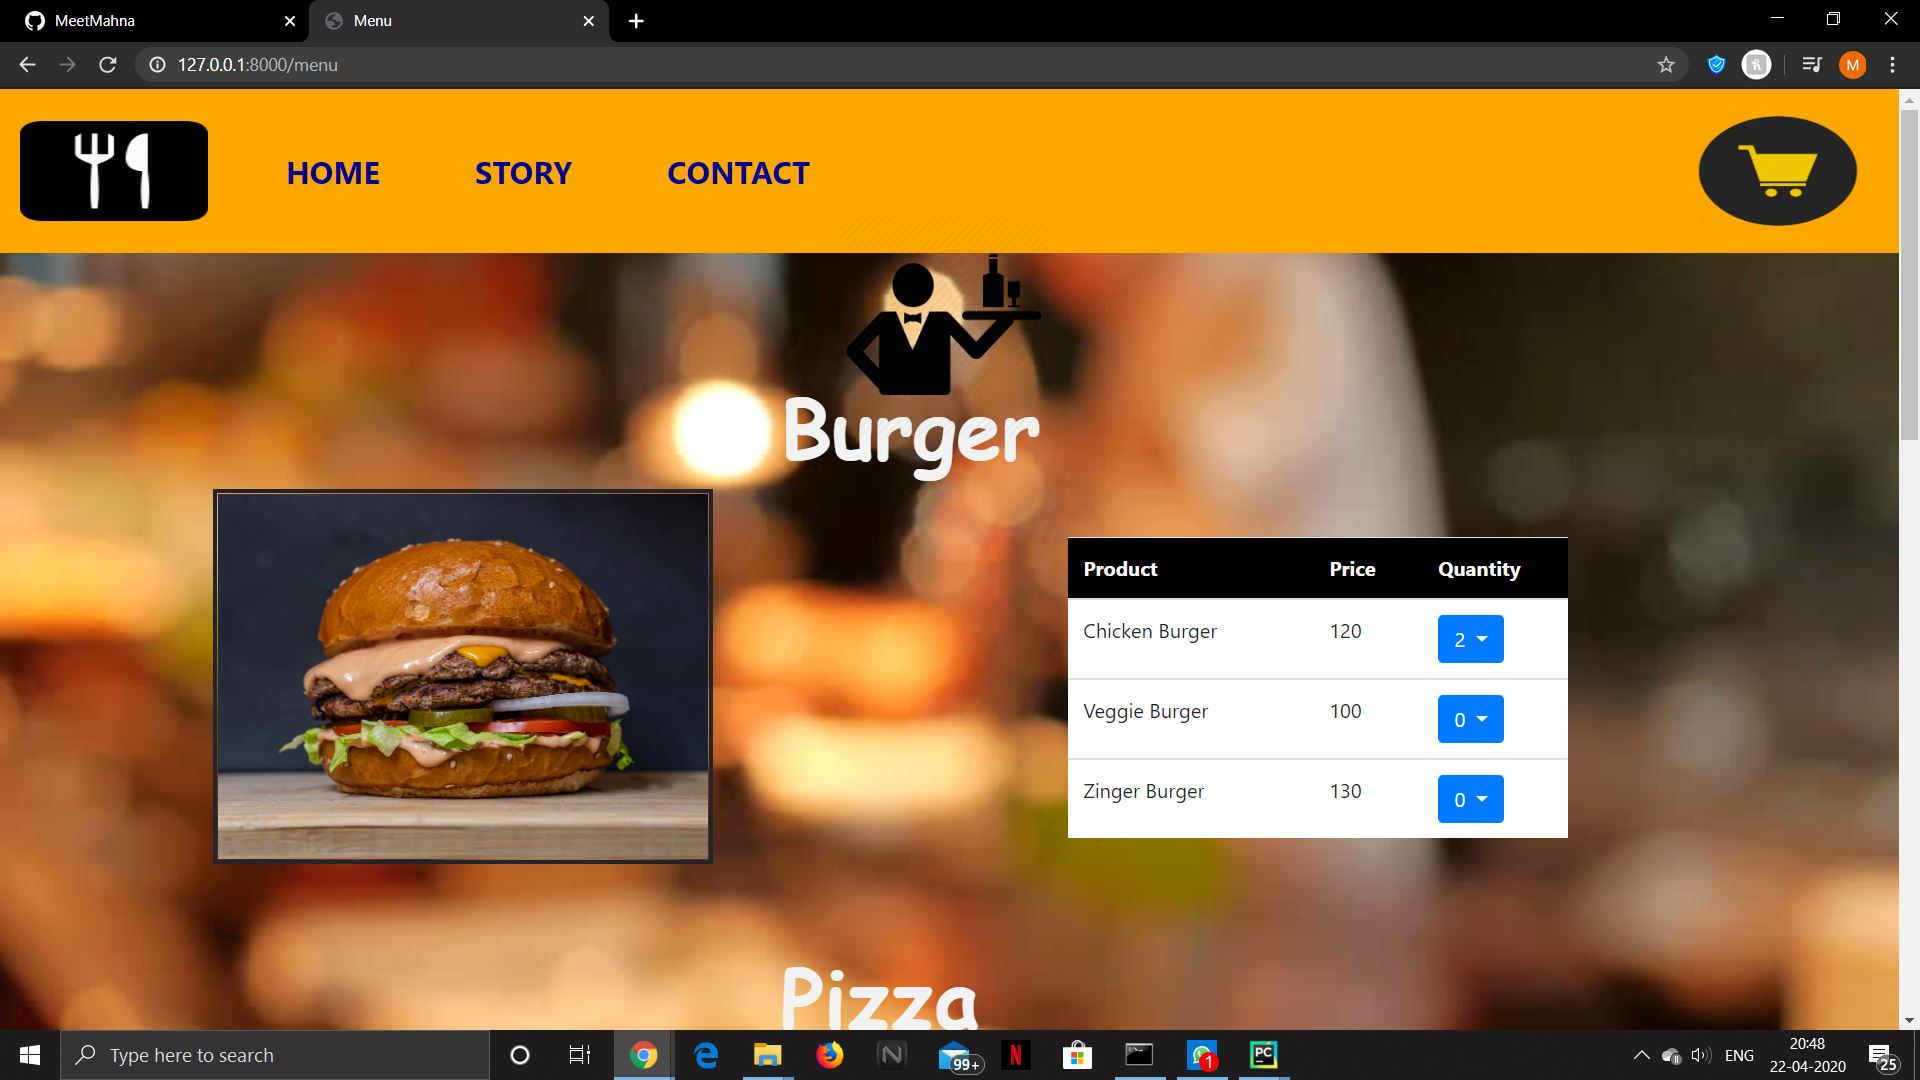 MeetMahna
Menu
127.0.0.1:8000/menu
M
HOME STORY CONTACT
Burger
Product Price Quantity
Chicken Burger 120 2
Veggie Burger 100 0
Zinger Burger 130 0
Pizza
Type here to search
99+
N
N
1
PC
ENG
20:48
22-04-2020
25